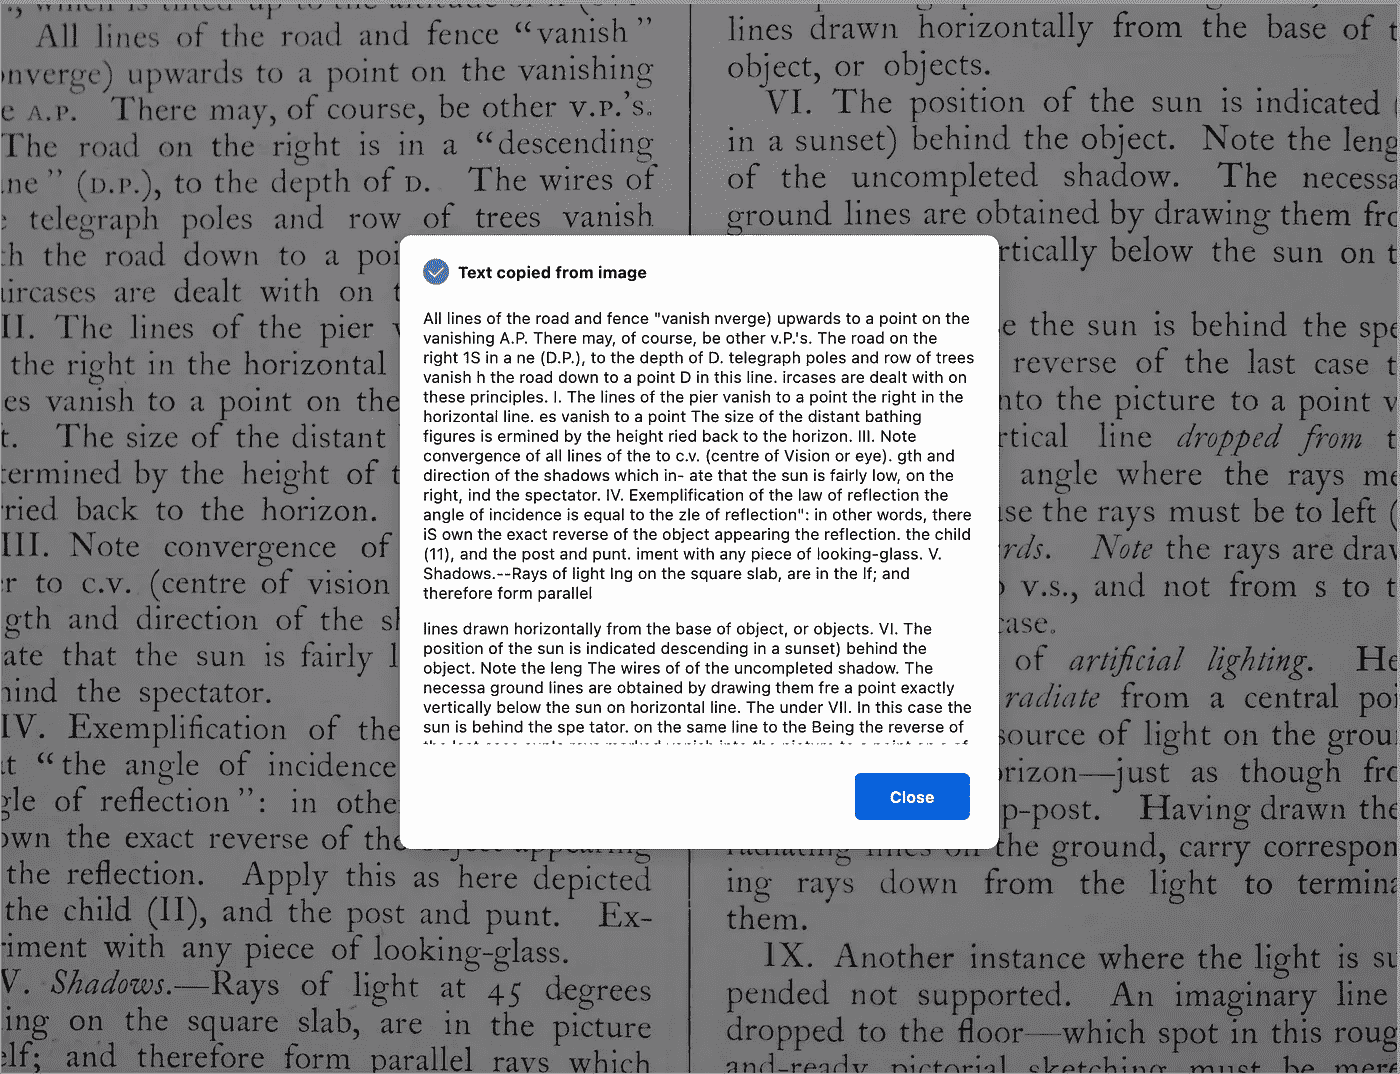 All lines of the road and fence “vanish”
nverge) upwards to a point on the vanishing
e A.P. There may, of course, be other V.P.'s.
The road on the right is in a “descending
ne” (D.P.), to the depth of D. The wires of
telegraph poles and row of trees vanish
h the road down to a poi
ircases are dealt with on t
II. The lines of the pier v
the right in the horizontal
es vanish to a point on the
t. The size of the distant
ermined by the height of t
ried back to the horizon.
III. Note convergence of
r to C.V. (centre of vision
gth and direction of the sh
ate that the sun is fairly l
hind the spectator.
IV. Exemplification of the
t “the angle of incidence
gle of reflection”: in othe
own the exact reverse of the object appearing
the reflection. Apply this as here depicted
the child (II), and the post and punt. Ex-
riment with any piece of looking-glass.
V. Shadows.—Rays of light at 45 degrees
ing on the square slab, are in the picture
elf; and therefore form parallel rays which
Text copied from image
All lines of the road and fence "vanish nverge) upwards to a point on the
vanishing A.P. There may, of course, be other v.P.'s. The road on the
right 1S in a ne (D.P.), to the depth of D. telegraph poles and row of trees
vanish h the road down to a point D in this line. ircases are dealt with on
these principles. I. The lines of the pier vanish to a point the right in the
horizontal line. es vanish to a point The size of the distant bathing
figures is ermined by the height ried back to the horizon. III. Note
convergence of all lines of the to c.v. (centre of Vision or eye). gth and
direction of the shadows which in- ate that the sun is fairly low, on the
right, ind the spectator. IV. Exemplification of the law of reflection the
angle of incidence is equal to the zle of reflection": in other words, there
iS own the exact reverse of the object appearing the reflection. the child
(11), and the post and punt. iment with any piece of looking-glass. V.
Shadows.--Rays of light Ing on the square slab, are in the lf; and
therefore form parallel
lines drawn horizontally from the base of object, or objects. VI. The
position of the sun is indicated descending in a sunset) behind the
object. Note the leng The wires of of the uncompleted shadow. The
necessa ground lines are obtained by drawing them fre a point exactly
vertically below the sun on horizontal line. The under VII. In this case the
sun is behind the spe tator. on the same line to the Being the reverse of
Close
lines drawn horizontally from the base of t
object, or objects.
VI. The position of the sun is indicated
in a sunset) behind the object. Note the leng
of the uncompleted shadow. The necessa
ground lines are obtained by drawing them fro
rtically below the sun on t
e the sun is behind the spe
reverse of the last case t
nto the picture to a point v
rtical line dropped from t
angle where the rays me
se the rays must be to left (
rds. Note the rays are draw
v.s., and not from s to t
case.
of artificial lighting. He
radiate from a central poi
source of light on the grou
orizon—just as though fro
p-post. Having drawn the
radiating lines on the ground, carry correspon
ing rays down from the light to termina
them.
IX. Another instance where the light is su
pended not supported. An imaginary line
dropped to the floor—which spot in this roug
and-ready pictorial sketching must be mere